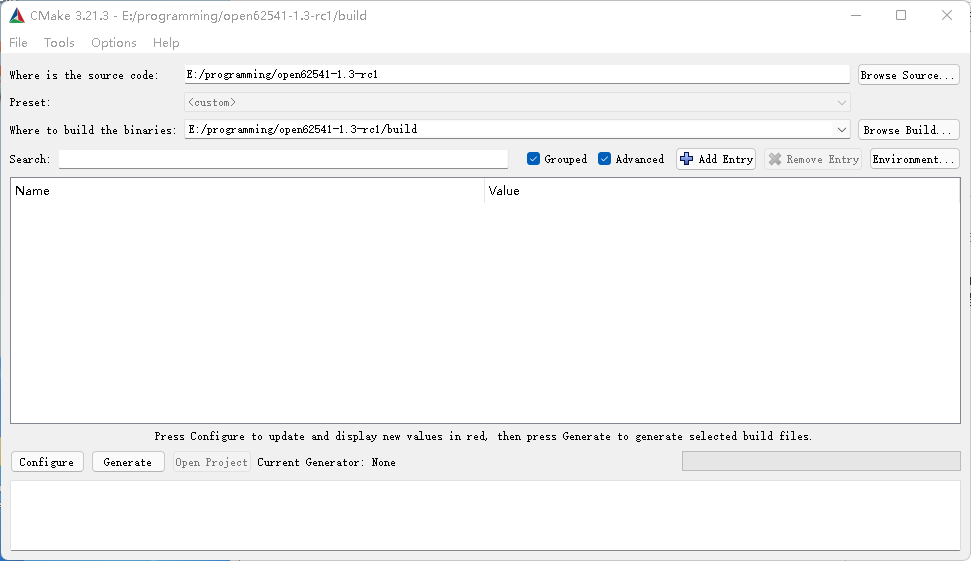 CMake 3.21.3 - E:/programming/open62541-1.3-rc1/build
File Tools Options Help
Where is the source code: E:/programming/open62541-1.3-rc1 Browse Source...
Preset: <custom>
Where to build the binaries: E:/programming/open62541-1.3-rc1/build Browse Build...
Search: Grouped Advanced Add Entry Remove Entry Environment...
Name Value
Press Configure to update and display new values in red, then press Generate to generate selected build files.
Configure Generate Open Project Current Generator: None